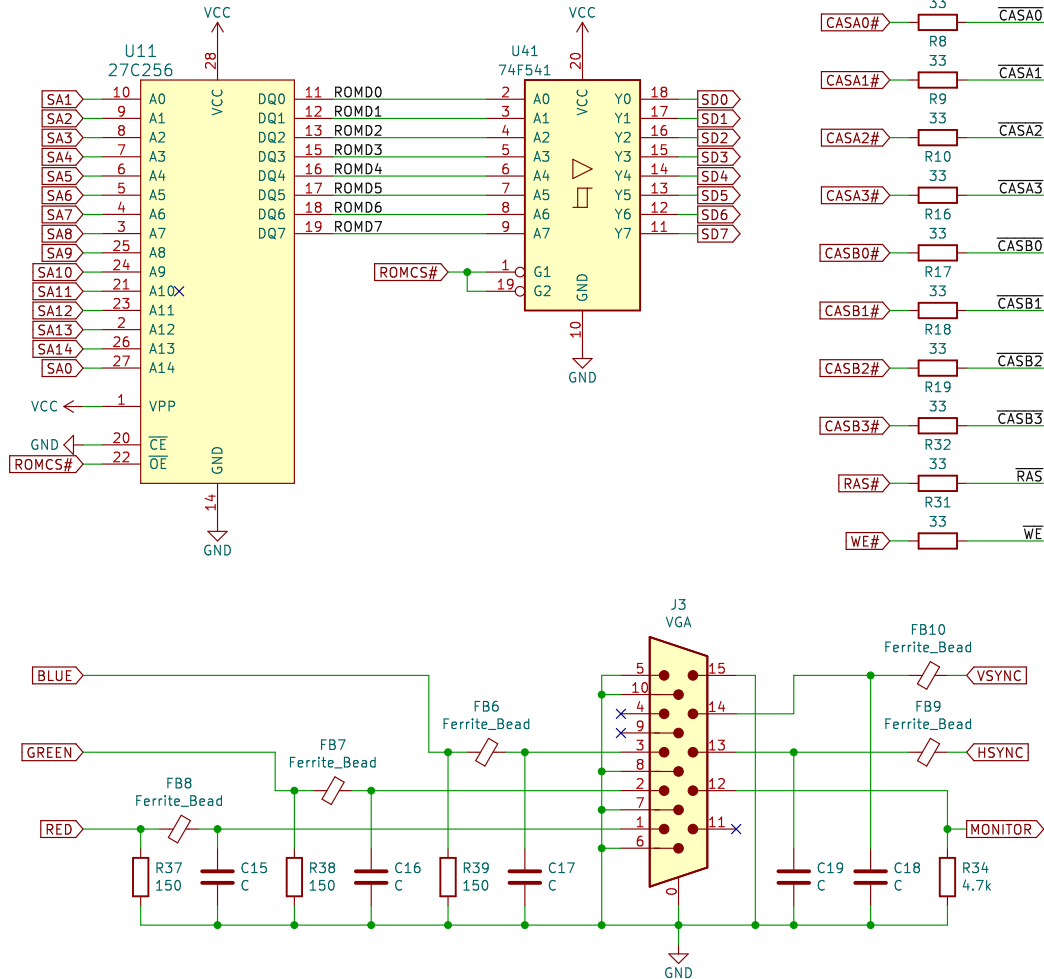 VCC
U11
27C256
28
VCC
SA1 10 A0 DQ0 11 ROMD0
SA2 9 A1 DQ1 12 ROMD1
SA3 8 A2 DQ2 13 ROMD2
SA4 7 A3 DQ3 15 ROMD3
SA5 6 A4 DQ4 16 ROMD4
SA6 5 A5 DQ5 17 ROMD5
SA7 4 A6 DQ6 18 ROMD6
SA8 3 A7 DQ7 19 ROMD7
SA9 25 A8
SA10 24 A9
SA11 21 A10
SA12 23 A11
SA13 2 A12
SA14 26 A13
SA0 27 A14
VCC 1 VPP
GND 20 CE
ROMCS# 22 OE
GND
14
GND
VCC
U41
74F541
20
VCC
2 A0 Y0 18 SD0
3 A1 Y1 17 SD1
4 A2 Y2 16 SD2
5 A3 Y3 15 SD3
6 A4 Y4 14 SD4
7 A5 Y5 13 SD5
8 A6 Y6 12 SD6
9 A7 Y7 11 SD7
ROMCS# 1 G1
19 G2
GND
10
GND
33
CASA0# CASA0
R8
33
CASA1# CASA1
R9
33
CASA2# CASA2
R10
33
CASA3# CASA3
R16
33
CASB0# CASB0
R17
33
CASB1# CASB1
R18
33
CASB2# CASB2
R19
33
CASB3# CASB3
R32
33
RAS# RAS
R31
33
WE# WE
J3
VGA
BLUE
GREEN
RED
FB6
Ferrite_Bead
FB7
Ferrite_Bead
FB8
Ferrite_Bead
5 15
10
4 14
9
3 13
8
2 12
7
1 11
6
0
GND
FB10
Ferrite_Bead
VSYNC
FB9
Ferrite_Bead
HSYNC
MONITOR
R37
150
C15
C
R38
150
C16
C
R39
150
C17
C
C19
C
C18
C
R34
4.7k